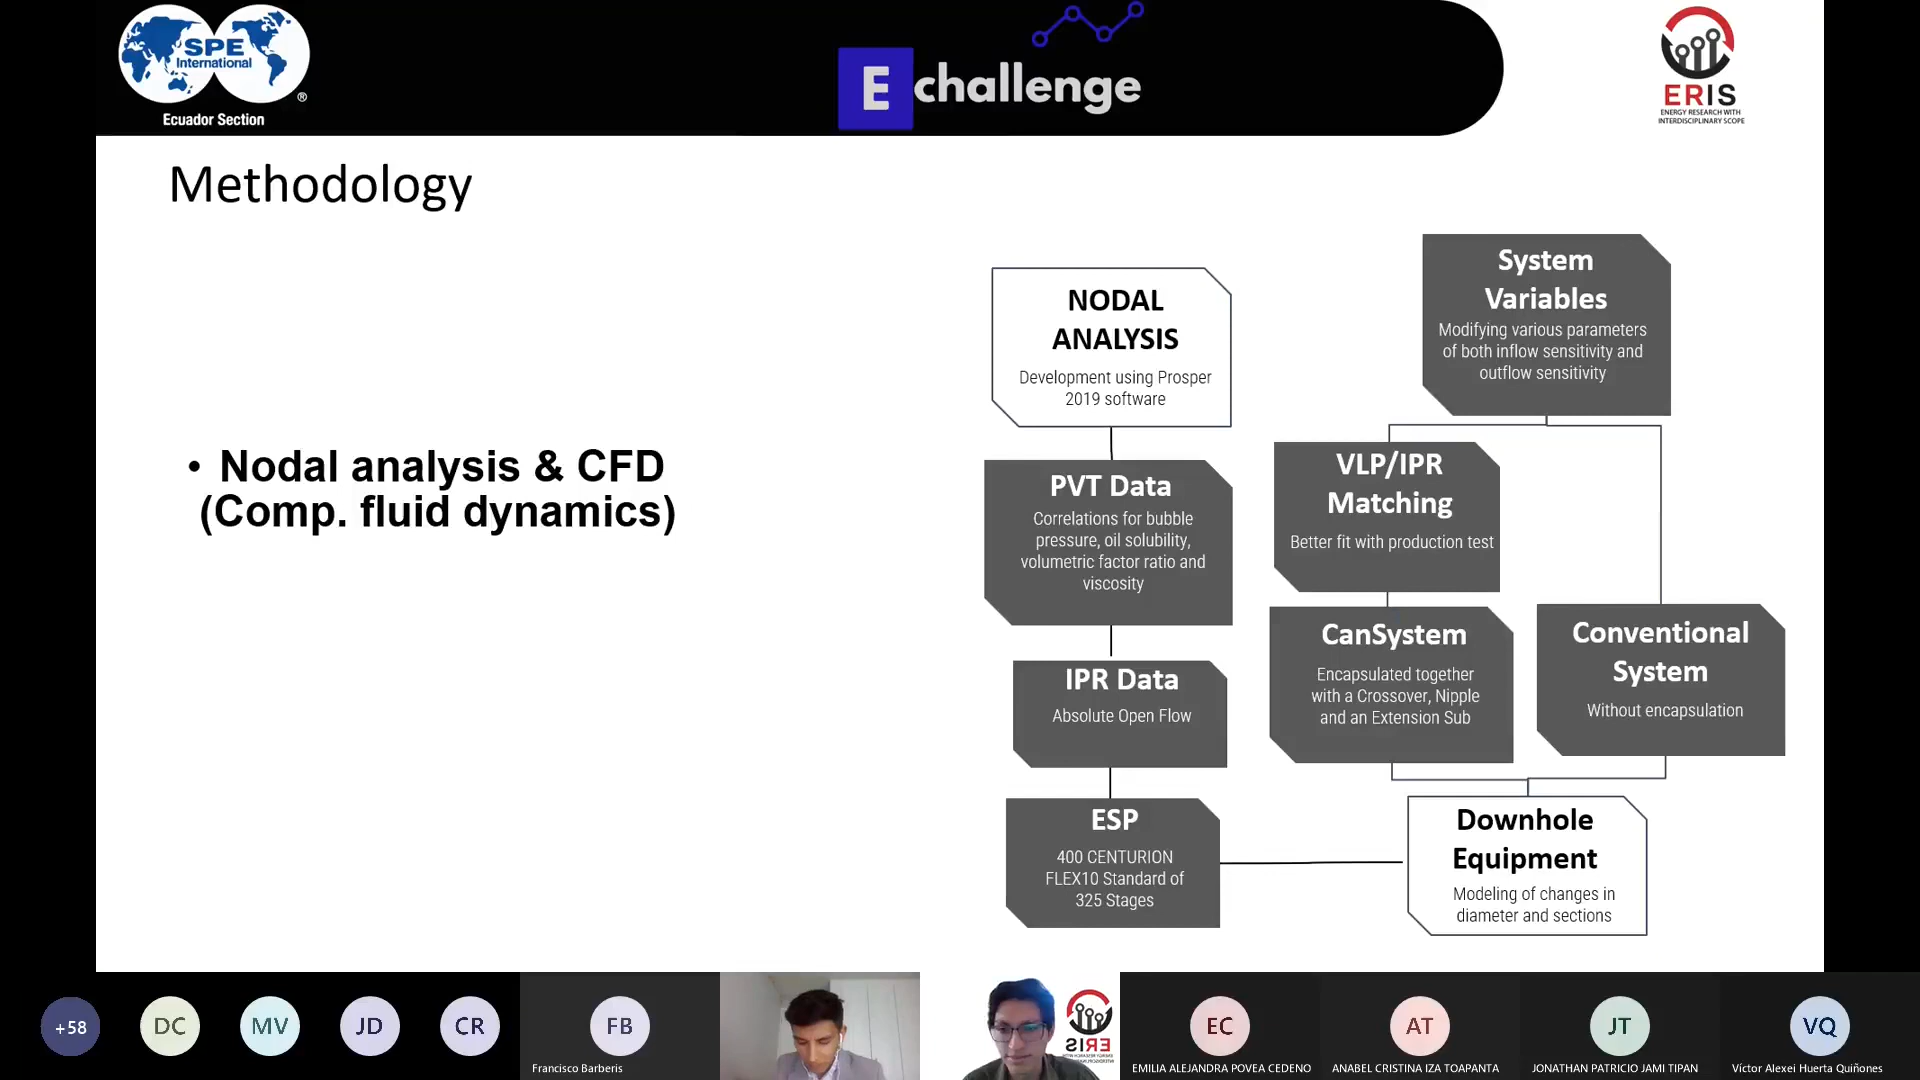 SPE
International
®
Ecuador Section
E challenge
ERIS
ENERGY RESEARCH WITH
INTERDISCIPLINARY SCOPE
Methodology
• Nodal analysis & CFD
(Comp. fluid dynamics)
NODAL
ANALYSIS
Development using Prosper
2019 software
PVT Data
Correlations for bubble
pressure, oil solubility,
volumetric factor ratio and
viscosity
IPR Data
Absolute Open Flow
ESP
400 CENTURION
FLEX10 Standard of
325 Stages
System
Variables
Modifying various parameters
of both inflow sensitivity and
outflow sensitivity
VLP/IPR
Matching
Better fit with production test
CanSystem
Encapsulated together
with a Crossover, Nipple
and an Extension Sub
Conventional
System
Without encapsulation
Downhole
Equipment
Modeling of changes in
diameter and sections
+58
DC
MV
JD
CR
FB
Francisco Barberis
ERIS
EC
EMILIA ALEJANDRA POVEA CEDENO
AT
ANABEL CRISTINA IZA TOAPANTA
JT
JONATHAN PATRICIO JAMI TIPAN
VQ
Víctor Alexei Huerta Quiñones